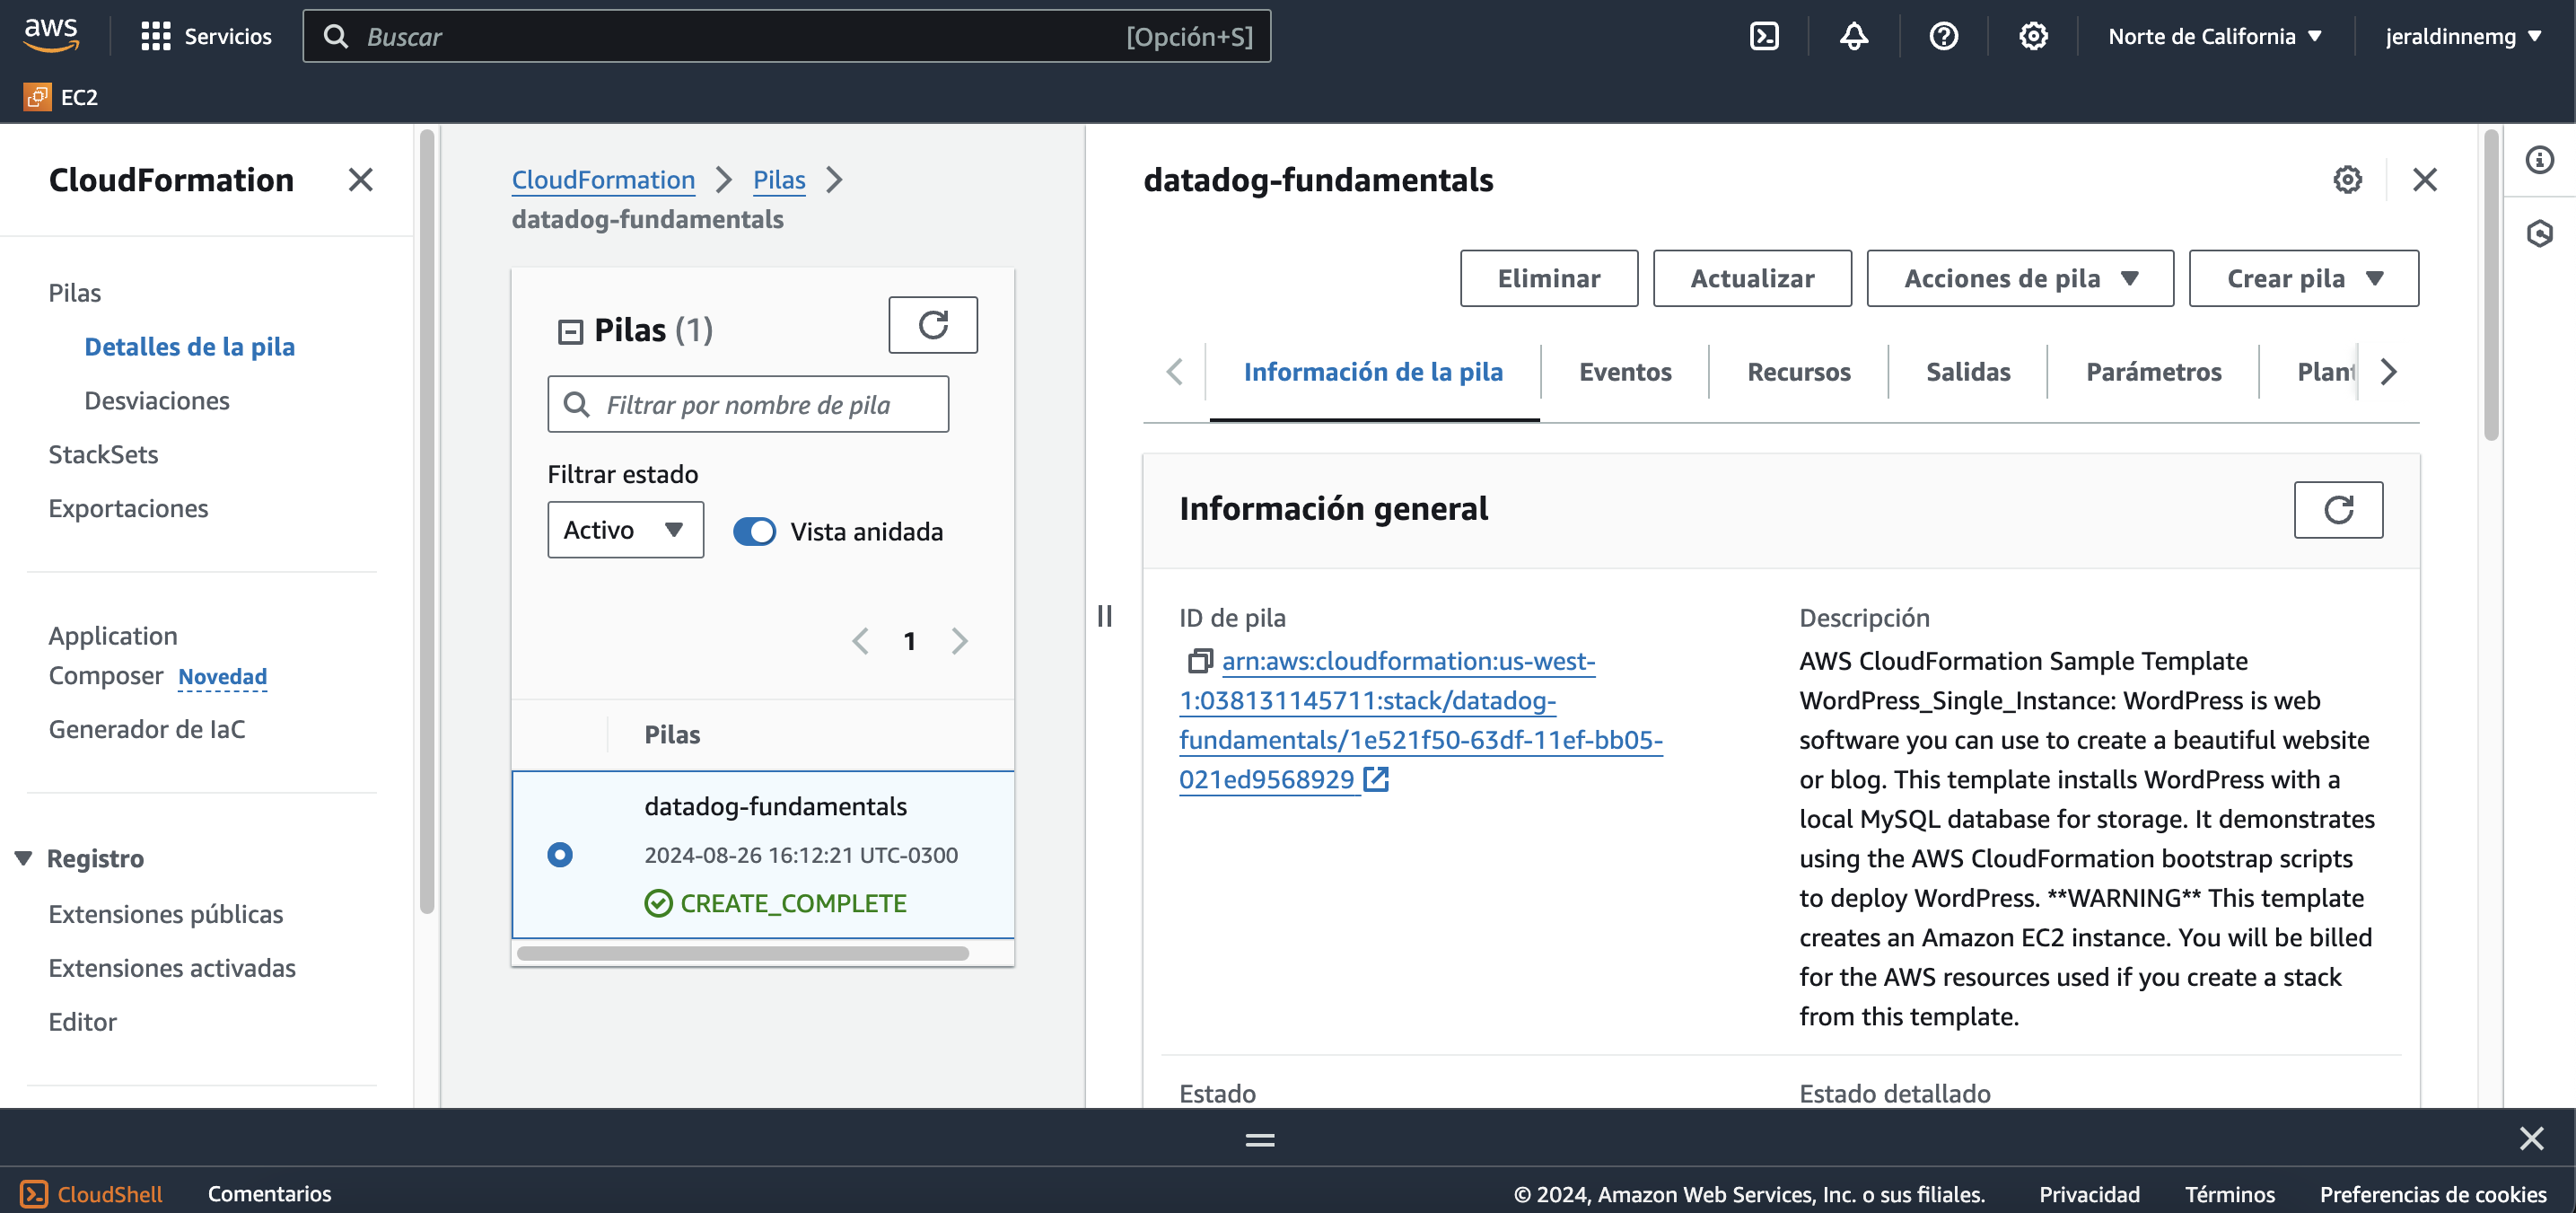 aws
Servicios
Buscar
[Opción+S]
Norte de California
jeraldinnemg
EC2
CloudFormation
Pilas
Detalles de la pila
Desviaciones
StackSets
Exportaciones
Application
Composer Novedad
Generador de IaC
Registro
Extensiones públicas
Extensiones activadas
Editor
CloudFormation
Pilas
datadog-fundamentals
Pilas (1)
Filtrar por nombre de pila
Filtrar estado
Activo
Vista anidada
1
Pilas
datadog-fundamentals
2024-08-26 16:12:21 UTC-0300
CREATE_COMPLETE
datadog-fundamentals
Eliminar
Actualizar
Acciones de pila
Crear pila
Información de la pila
Eventos
Recursos
Salidas
Parámetros
Plant
Información general
ID de pila
arn:aws:cloudformation:us-west-
1:038131145711:stack/datadog-
fundamentals/1e521f50-63df-11ef-bb05-
021ed9568929
Descripción
AWS CloudFormation Sample Template
WordPress_Single_Instance: WordPress is web
software you can use to create a beautiful website
or blog. This template installs WordPress with a
local MySQL database for storage. It demonstrates
using the AWS CloudFormation bootstrap scripts
to deploy WordPress. **WARNING** This template
creates an Amazon EC2 instance. You will be billed
for the AWS resources used if you create a stack
from this template.
Estado
Estado detallado
CloudShell
Comentarios
© 2024, Amazon Web Services, Inc. o sus filiales.
Privacidad
Términos
Preferencias de cookies